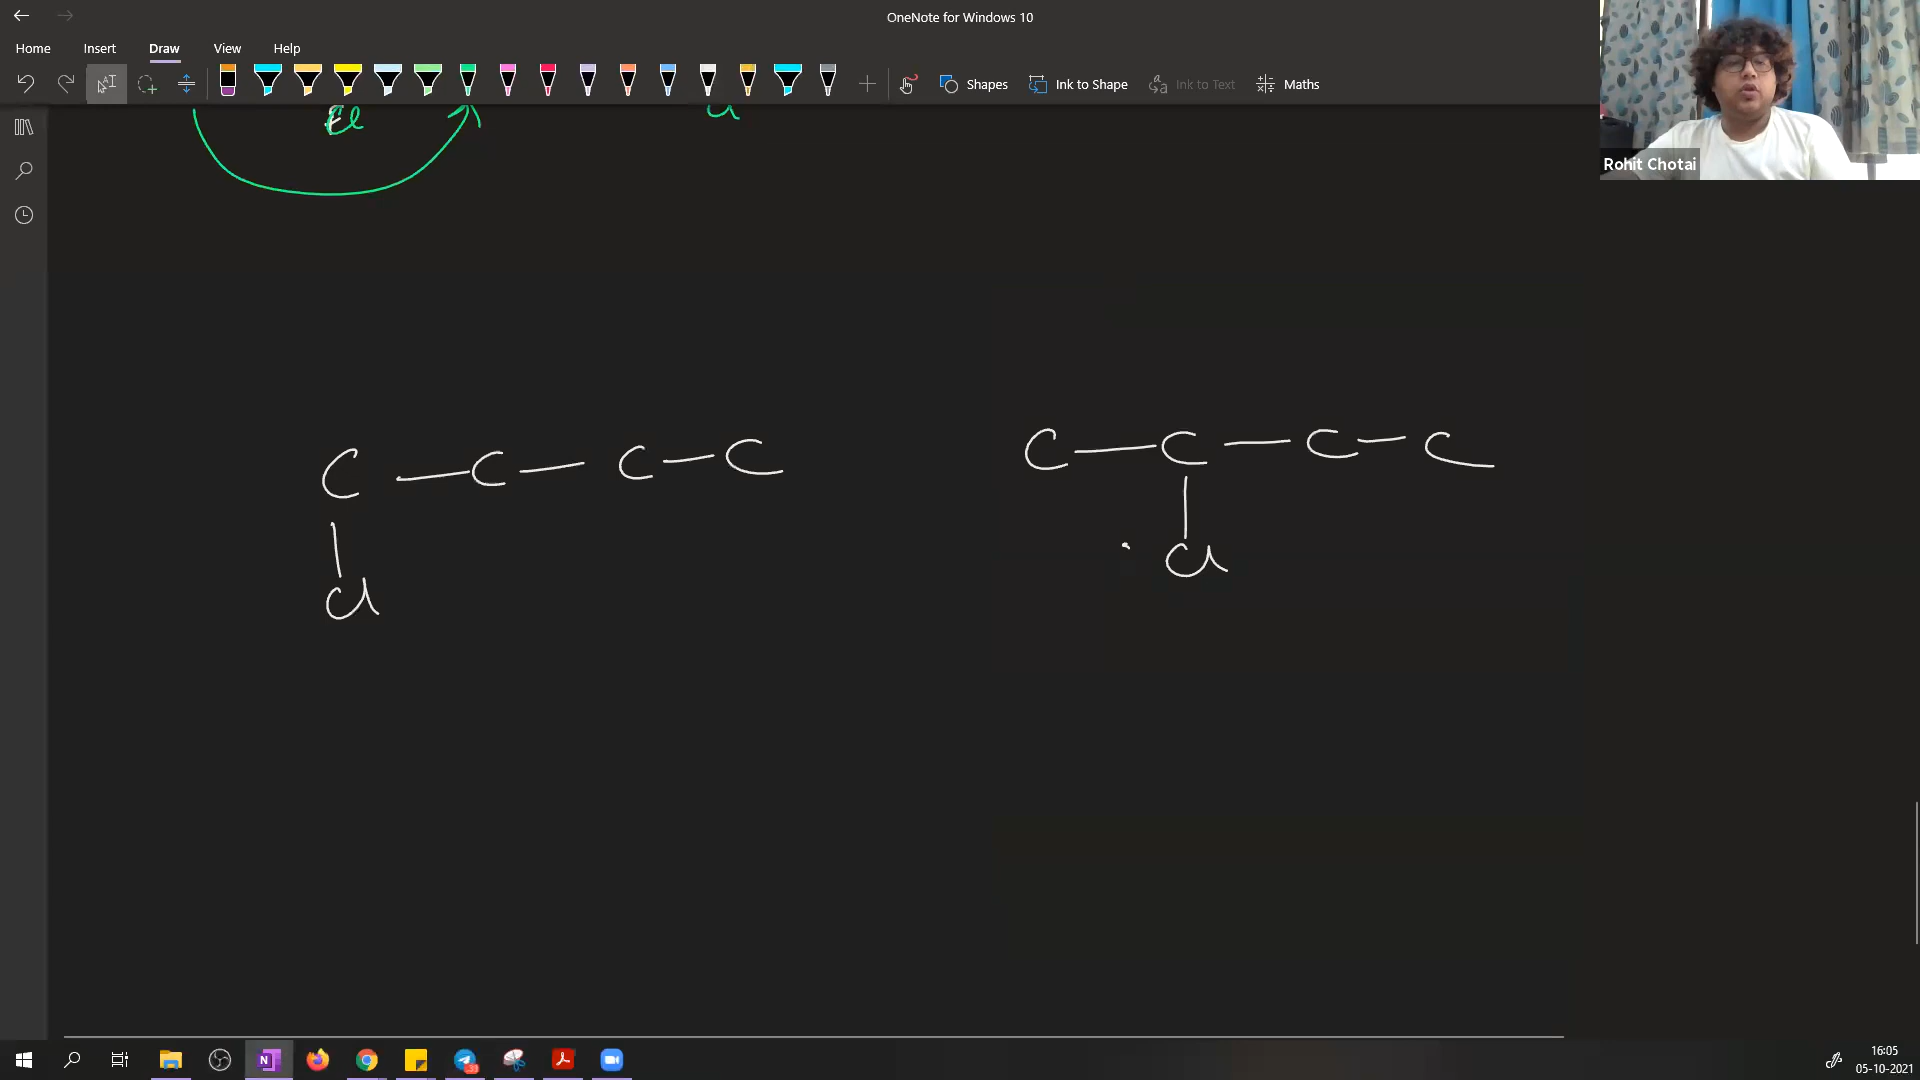 OneNote for Windows 10
Home Insert Draw View Help
Shapes Ink to Shape Ink to Text Maths
Rohit Chotai
Cl
C — C — C — C
Cl
C — C — C — C
Cl
16:05
05-10-2021